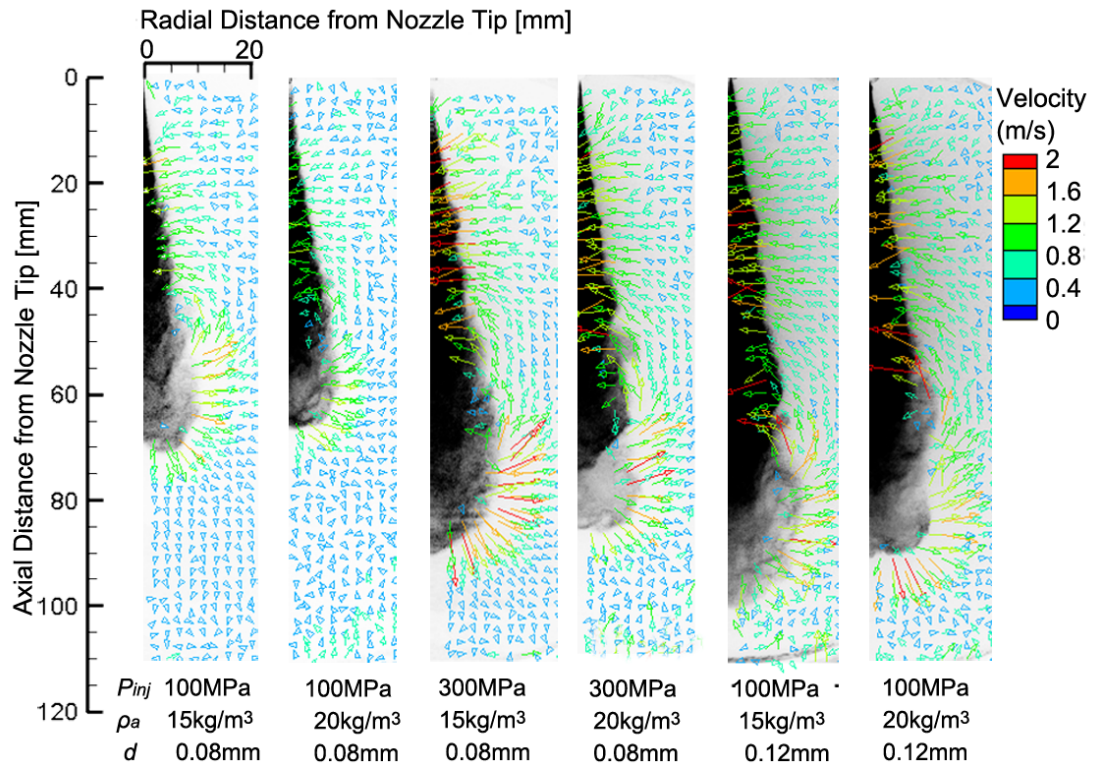 Radial Distance from Nozzle Tip [mm]
0 20
Axial Distance from Nozzle Tip [mm]
0
20
40
60
80
100
120
Velocity
(m/s)
2
1.6
1.2
0.8
0.4
0
Pinj 100MPa 100MPa 300MPa 300MPa 100MPa 100MPa
ρa 15kg/m³ 20kg/m³ 15kg/m³ 20kg/m³ 15kg/m³ 20kg/m³
d 0.08mm 0.08mm 0.08mm 0.08mm 0.12mm 0.12mm